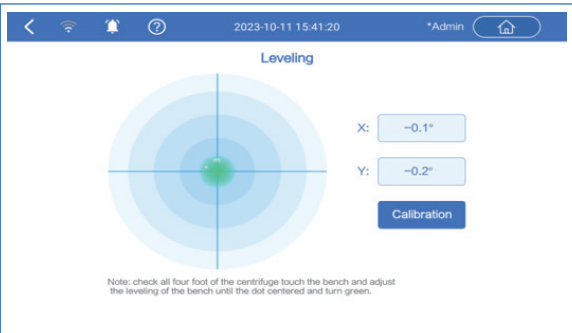 2023-10-11 15:41:20
*Admin
Leveling
X: −0.1°
Y: −0.2°
Calibration
Note: check all four foot of the centrifuge touch the bench and adjust
the leveling of the bench until the dot centered and turn green.